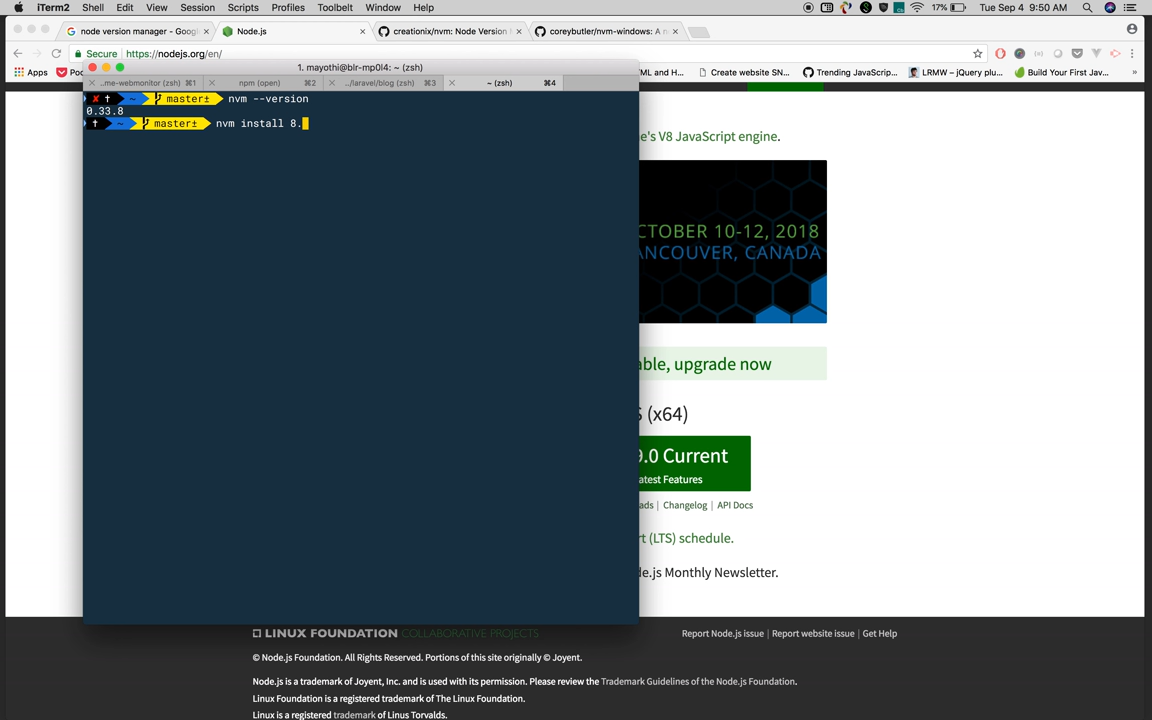 iTerm2 Shell Edit View Session Scripts Profiles Toolbelt Window Help 17% Tue Sep 4 9:50 AM
node version manager - Goog Node.js creationix/nvm: Node Version coreybutler/nvm-windows: A n
Secure https://nodejs.org/en/
Apps Poc ML and H... Create website SN... Trending JavaScrip... LRMW – jQuery plu... Build Your First Jav... »
1. mayothi@blr-mp0l4: ~ (zsh)
...me-webmonitor (zsh) ⌘1 npm (open) ⌘2 ../laravel/blog (zsh) ⌘3 ~ (zsh) ⌘4
✘ † ~ master± nvm --version
0.33.8
† ~ master± nvm install 8.
e's V8 JavaScript engine.
CTOBER 10-12, 2018
ANCOUVER, CANADA
able, upgrade now
S (x64)
9.0 Current
atest Features
ads | Changelog | API Docs
rt (LTS) schedule.
de.js Monthly Newsletter.
LINUX FOUNDATION COLLABORATIVE PROJECTS
Report Node.js issue | Report website issue | Get Help
© Node.js Foundation. All Rights Reserved. Portions of this site originally © Joyent.
Node.js is a trademark of Joyent, Inc. and is used with its permission. Please review the Trademark Guidelines of the Node.js Foundation.
Linux Foundation is a registered trademark of The Linux Foundation.
Linux is a registered trademark of Linus Torvalds.